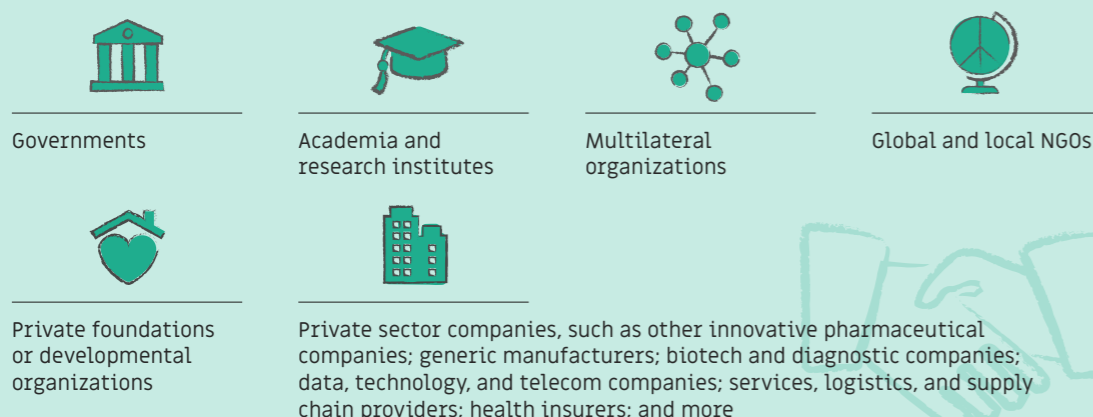 Governments
Academia and
research institutes
Multilateral
organizations
Global and local NGOs
Private foundations
or developmental
organizations
Private sector companies, such as other innovative pharmaceutical
companies; generic manufacturers; biotech and diagnostic companies;
data, technology, and telecom companies; services, logistics, and supply
chain providers; health insurers; and more